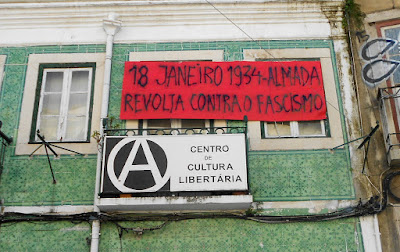 18 JANEIRO 1934-ALMADA
REVOLTA CONTRA O FASCISMO
CENTRO
DE
CULTURA
LIBERTÁRIA